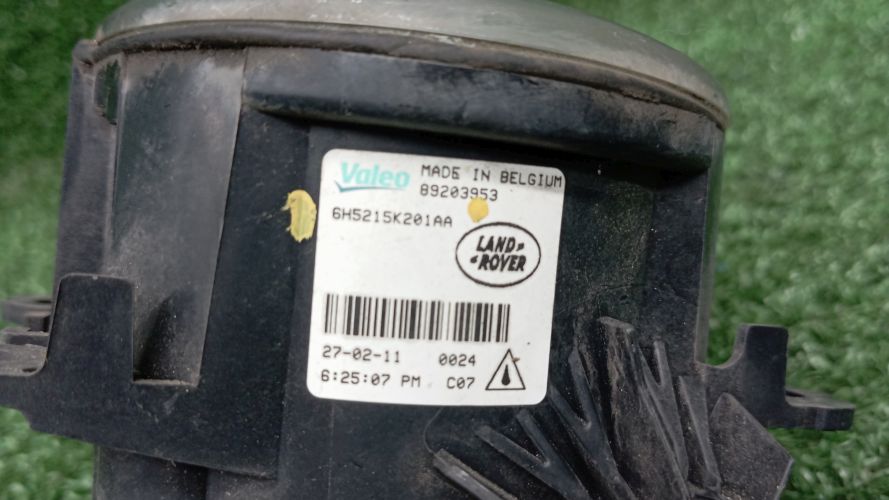 Valeo MADE IN BELGIUM
89203953
6H5215K201AA
LAND
ROVER
27-02-11 0024
6:25:07 PM C07